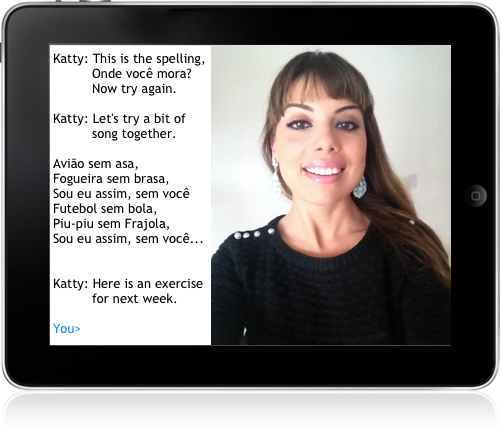 Katty: This is the spelling,
Onde você mora?
Now try again.
Katty: Let's try a bit of
song together.
Avião sem asa,
Fogueira sem brasa,
Sou eu assim, sem você
Futebol sem bola,
Piu-piu sem Frajola,
Sou eu assim, sem você...
Katty: Here is an exercise
for next week.
You>